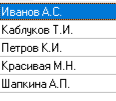 Иванов А.С.
Каблуков Т.И.
Петров К.И.
Красивая М.Н.
Шапкина А.П.